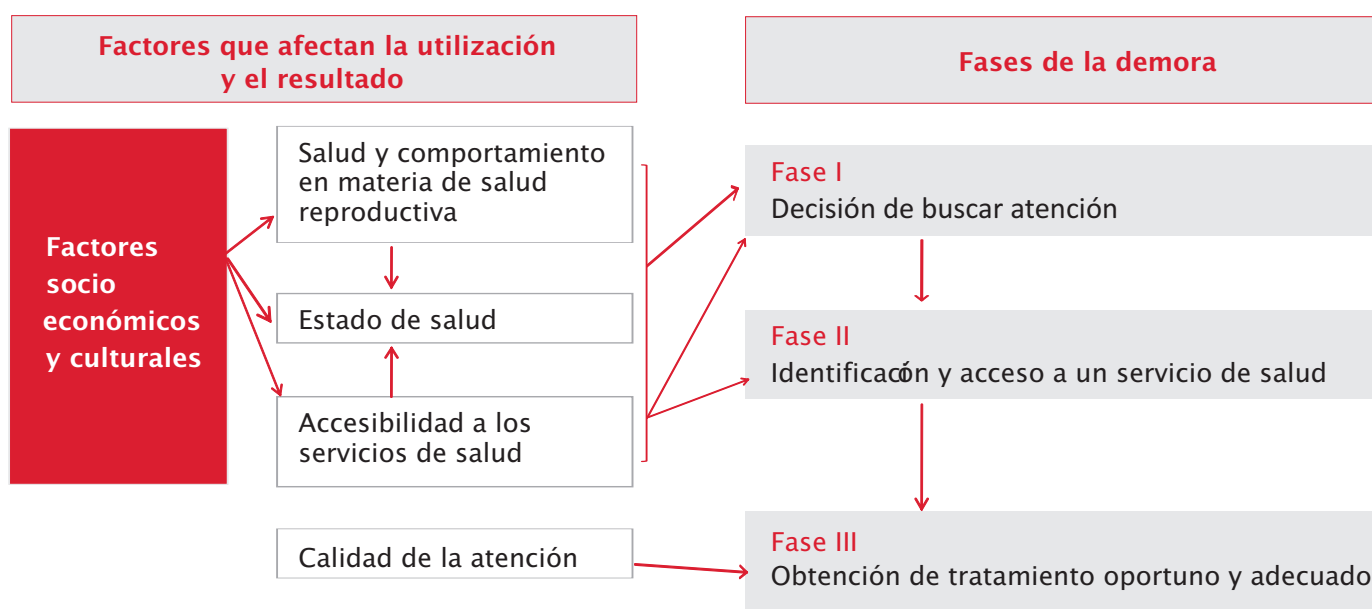 Factores que afectan la utilización
y el resultado
Fases de la demora
Factores
socio
económicos
y culturales
Salud y comportamiento
en materia de salud
reproductiva
Estado de salud
Accesibilidad a los
servicios de salud
Calidad de la atención
Fase I
Decisión de buscar atención
Fase II
Identificacón y acceso a un servicio de salud
Fase III
Obtención de tratamiento oportuno y adecuado